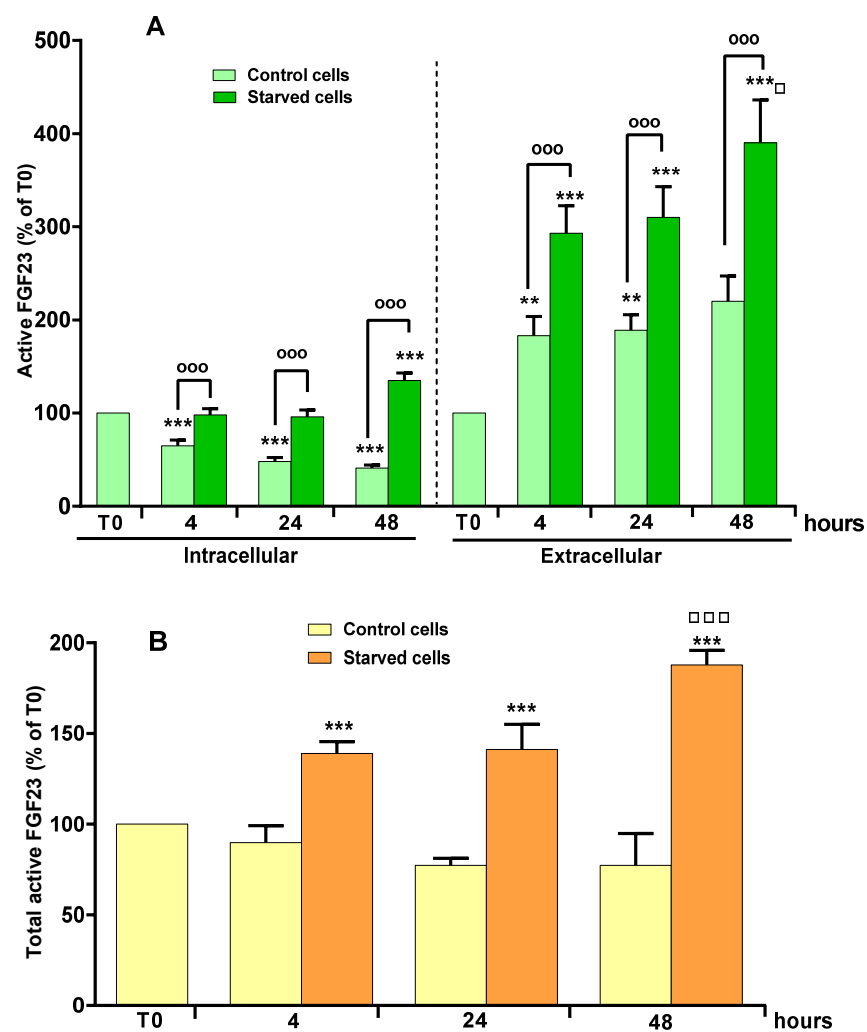 A
500
Control cells
Starved cells
ooo
***□
400
ooo
ooo
***
***
Active FGF23 (% of T0)
300
ooo
** **
200
ooo
ooo
***
100
***
***
***
0
T0 4 24 48 T0 4 24 48 hours
Intracellular Extracellular
B
Control cells
Starved cells
□□□
***
200
***
***
150
Total active FGF23 (% of T0)
100
50
0
T0 4 24 48 hours